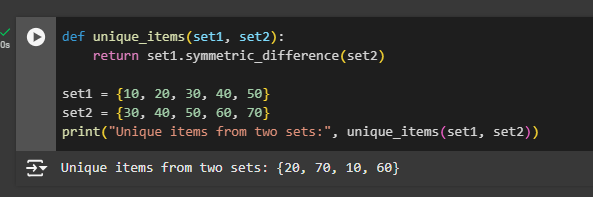 0s
def unique_items(set1, set2):
    return set1.symmetric_difference(set2)
set1 = {10, 20, 30, 40, 50}
set2 = {30, 40, 50, 60, 70}
print("Unique items from two sets:", unique_items(set1, set2))
Unique items from two sets: {20, 70, 10, 60}